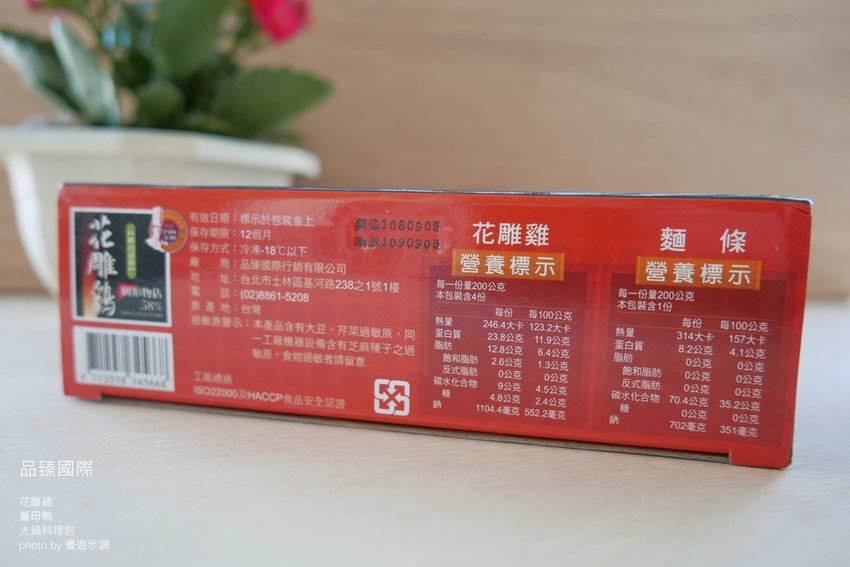 花雕鷄
固形物佔
58%
4 712558 345668
有效日期：標示於包裝盒上
保存期限：12個月
保存方式：冷凍-18℃以下
廠　　商：品臻國際行銷有限公司
地　　址：台北市士林區基河路238之1號1樓
電　　話：(02)8861-5208
原 產 地：台灣
過敏原警示：本產品含有大豆、芹菜過敏原，同
一工廠機器設備含有芝麻種子之過
敏原，食物過敏者請留意
工廠通過
ISO22000及HACCP食品安全認證
製造1080905
有效1090905
花雕雞
營養標示
每一份量200公克
本包裝含4份
每份 每100公克
熱量 246.4大卡 123.2大卡
蛋白質 23.8公克 11.9公克
脂肪 12.8公克 6.4公克
飽和脂肪 2.6公克 1.3公克
反式脂肪 0公克 0公克
碳水化合物 9公克 4.5公克
糖 4.8公克 2.4公克
鈉 1104.4毫克 552.2毫克
麵 條
營養標示
每一份量200公克
本包裝含1份
每份 每100公克
熱量 314大卡 157大卡
蛋白質 8.2公克 4.1公克
脂肪 0公克 0公克
飽和脂肪 0公克 0公克
反式脂肪 0公克 0公克
碳水化合物 70.4公克 35.2公克
糖 0公克 0公克
鈉 702毫克 351毫克
品臻國際
花雕雞
薑母鴨
火鍋料理包
photo by 優遊步調